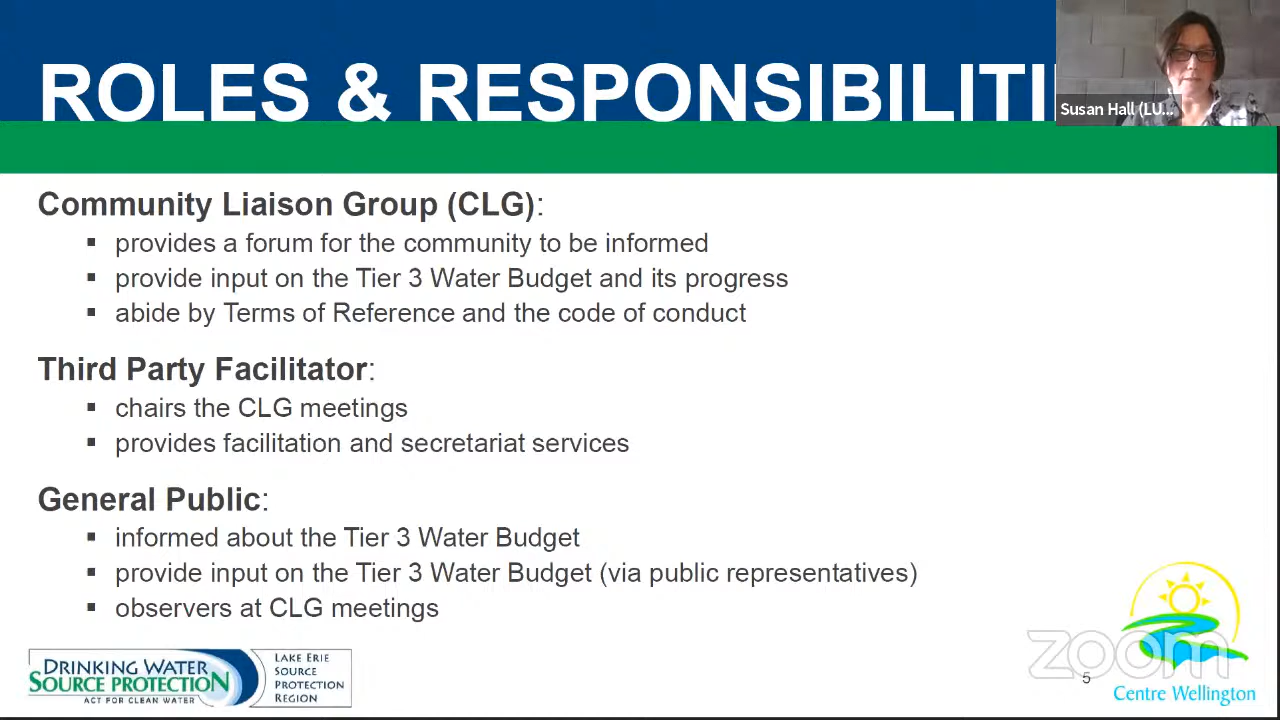 ROLES & RESPONSIBILITI
Susan Hall (LU...
Community Liaison Group (CLG):
▪ provides a forum for the community to be informed
▪ provide input on the Tier 3 Water Budget and its progress
▪ abide by Terms of Reference and the code of conduct
Third Party Facilitator:
▪ chairs the CLG meetings
▪ provides facilitation and secretariat services
General Public:
▪ informed about the Tier 3 Water Budget
▪ provide input on the Tier 3 Water Budget (via public representatives)
▪ observers at CLG meetings
DRINKING WATER
SOURCE PROTECTION
ACT FOR CLEAN WATER
LAKE ERIE
SOURCE
PROTECTION
REGION
zoom
5
Centre Wellington